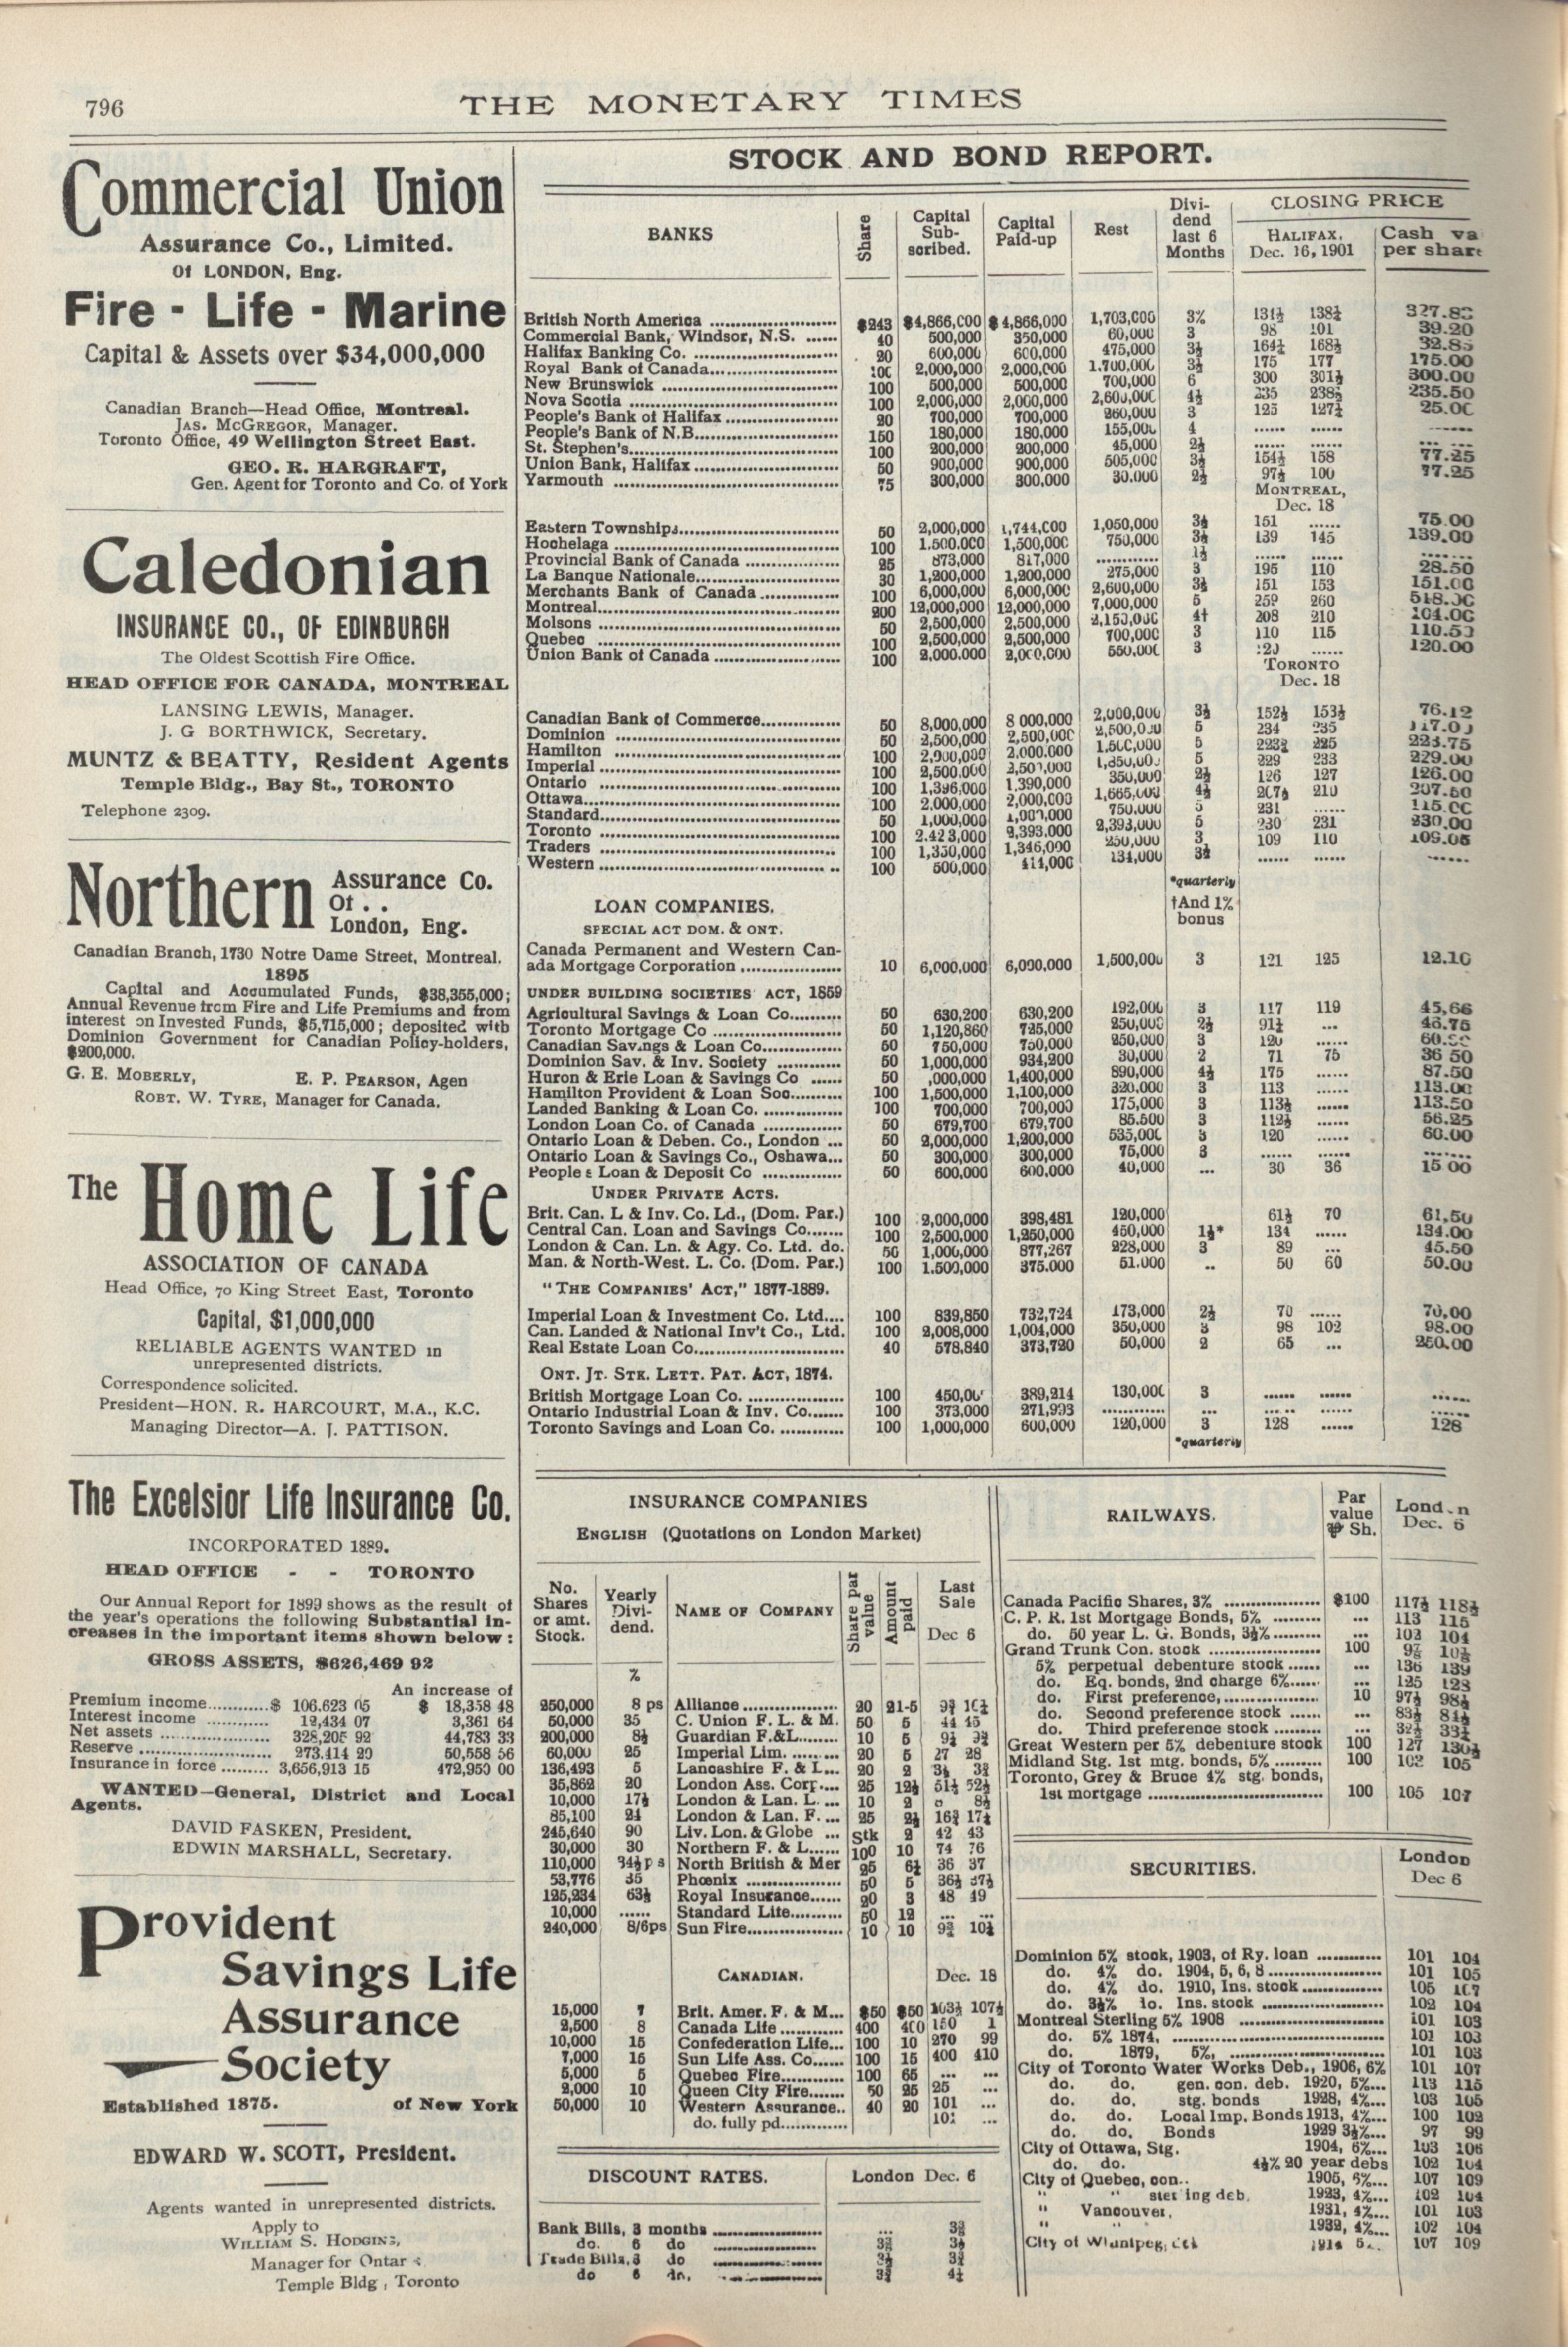 796
THE MONETARY TIMES
Commercial Union
Assurance Co., Limited.
Of LONDON, Eng.
Fire - Life - Marine
Capital & Assets over $34,000,000
Canadian Branch—Head Office, Montreal.
JAS. MCGREGOR, Manager.
Toronto Office, 49 Wellington Street East.
GEO. R. HARGRAFT,
Gen. Agent for Toronto and Co. of York
Caledonian
INSURANCE CO., OF EDINBURGH
The Oldest Scottish Fire Office.
HEAD OFFICE FOR CANADA, MONTREAL
LANSING LEWIS, Manager.
J. G BORTHWICK, Secretary.
MUNTZ & BEATTY, Resident Agents
Temple Bldg., Bay St., TORONTO
Telephone 2309.
Northern Assurance Co.
Of . .
London, Eng.
Canadian Branch, 1730 Notre Dame Street, Montreal.
1895
Capital and Accumulated Funds, $38,355,000;
Annual Revenue from Fire and Life Premiums and from
interest on Invested Funds, $5,715,000; deposited with
Dominion Government for Canadian Policy-holders,
$200,000.
G. E. MOBERLY, E. P. PEARSON, Agen
ROBT. W. TYRE, Manager for Canada.
The Home Life
ASSOCIATION OF CANADA
Head Office, 70 King Street East, Toronto
Capital, $1,000,000
RELIABLE AGENTS WANTED in
unrepresented districts.
Correspondence solicited.
President—HON. R. HARCOURT, M.A., K.C.
Managing Director—A. J. PATTISON.
The Excelsior Life Insurance Co.
INCORPORATED 1889.
HEAD OFFICE - - TORONTO
Our Annual Report for 1899 shows as the result of
the year's operations the following Substantial in-
creases in the important items shown below:
GROSS ASSETS, $626,469 92
An increase of
Premium income............$ 106.623 05 $ 18,358 48
Interest income ............ 12,434 07 3,361 64
Net assets .................. 328,205 92 44,783 33
Reserve ........................ 273.414 20 50,558 56
Insurance in force ......... 3,656,913 15 472,950 00
WANTED—General, District and Local
Agents.
DAVID FASKEN, President.
EDWIN MARSHALL, Secretary.
Provident
Savings Life
Assurance
Society
Established 1875. of New York
EDWARD W. SCOTT, President.
Agents wanted in unrepresented districts.
Apply to
WILLIAM S. HODGINS,
Manager for Ontar
Temple Bldg , Toronto
STOCK AND BOND REPORT.
BANKS Share Capital Sub-scribed. Capital Paid-up Rest Divi-dend last 6 Months CLOSING PRICE
HALIFAX, Dec. 16, 1901 Cash va per share
British North America $243 $4,866,000 $4,866,000 1,703,000 3% 131½ 138½
Commercial Bank, Windsor, N.S. 40 500,000 350,000 60,000 3 98 101 39.20
Halifax Banking Co. 20 600,000 600,000 475,000 3½ 164¼ 168½
Royal Bank of Canada 100 2,000,000 2,000,000 1.700,000 3½ 175 177 175.00
New Brunswick 100 500,000 500,000 700,000 6 300 301½ 300.00
Nova Scotia 100 2,000,000 2,000,000 2,600,000 4½ 235 238½ 235.50
People's Bank of Halifax 20 700,000 700,000 260,000 3 125 127½ 25.00
People's Bank of N.B. 150 180,000 180,000 155,000 4 ...... ......
St. Stephen's 100 200,000 200,000 45,000 2½ ...... ......
Union Bank, Halifax 50 900,000 900,000 505,000 3½ 154½ 158 77.25
Yarmouth 75 300,000 300,000 30.000 2½ 97½ 100 77.25
MONTREAL,
Dec. 18
Eastern Townships 50 2,000,000 1,744,000 1,050,000 3½ 151 ...... 75.00
Hochelaga 100 1.500.000 1,500,000 750,000 3½ 139 145 139.00
Provincial Bank of Canada 25 873,000 817,000 ........... 1½ ...... ......
La Banque Nationale 30 1,200,000 1,200,000 275,000 3 195 110 28.50
Merchants Bank of Canada 100 6,000,000 6,000,000 2,600,000 3½ 151 153 151.00
Montreal 200 12,000,000 12,000,000 7,000,000 5 259 260 518.00
Molsons 50 2,500,000 2,500,000 2,150,000 4† 208 210 104.00
Quebec 100 2,500,000 2,500,000 700,000 3 110 115 110.50
Union Bank of Canada 100 2,000.000 2,000,000 550,000 3 120 ...... 120.00
TORONTO
Dec. 18
Canadian Bank of Commerce 50 8,000,000 8 000,000 2,000,000 3½ 152½ 153½ 76.12
Dominion 50 2,500,000 2,500,000 2,500,000 5 234 235
Hamilton 100 2,000,000 2.000.000 1,500,000 5 223¾ 225 223.75
Imperial 100 2,500,000 2,500,000 1,850,000 5 229 233 229.00
Ontario 100 1,396,000 1,390,000 350,000 2½ 126 127 126.00
Ottawa 100 2.000,000 2,000,000 1,665,000 4½ 207½ 210 207.50
Standard 50 1,000,000 1,000,000 750,000 5 231 ...... 115.00
Toronto 100 2.423,000 2,393.000 2,393,000 5 230 231 230.00
Traders 100 1,350,000 1,346,000 250,000 3 109 110
Western 100 500,000 414,000 134,000 3½ ...... ...... ......
*quarterly
†And 1% bonus
LOAN COMPANIES.
SPECIAL ACT DOM. & ONT.
Canada Permanent and Western Can-
ada Mortgage Corporation 10 6,000,000 6,000,000 1,500,000 3 121 125 12.10
UNDER BUILDING SOCIETIES' ACT, 1859
Agricultural Savings & Loan Co. 50 630,200 630,200 192,000 3 117 119 45,66
Toronto Mortgage Co 50 1,120,860 725,000 250,000 2½ 91½ ...
Canadian Savings & Loan Co. 50 750,000 750,000 250,000 3 120 ......
Dominion Sav. & Inv. Society 50 1,000,000 934,200 30,000 2 71 75 36 50
Huron & Erie Loan & Savings Co 50 ,000,000 1,400,000 890,000 4½ 175 ...... 87.50
Hamilton Provident & Loan Soc. 100 1,500,000 1,100,000 320,000 3 113 ...... 113.00
Landed Banking & Loan Co. 100 700,000 700,000 175,000 3 113½ ...... 113.50
London Loan Co. of Canada 50 679,700 679,700 85.500 3 112½ ...... 56.25
Ontario Loan & Deben. Co., London ... 50 2,000,000 1,200,000 535,000 3 120 ...... 60.00
Ontario Loan & Savings Co., Oshawa... 50 300,000 300,000 75,000 3 ...... ...... .......
People s Loan & Deposit Co 50 600,000 600,000 40,000 ... 30 36 15 00
UNDER PRIVATE ACTS.
Brit. Can. L & Inv. Co. Ld., (Dom. Par.) 100 2,000,000 398,481 120,000 61½ 70 61.50
Central Can. Loan and Savings Co. 100 2,500.000 1,250,000 450,000 1½* 134 ...... 134.00
London & Can. Ln. & Agy. Co. Ltd. do. 50 1,000,000 877,267 228,000 3 89 ... 45.50
Man. & North-West. L. Co. (Dom. Par.) 100 1.500,000 375.000 51.000 .. 50 60 50.00
"THE COMPANIES' ACT," 1877-1889.
Imperial Loan & Investment Co. Ltd.... 100 839,850 732,724 173,000 2½ 70 ...... 70,00
Can. Landed & National Inv't Co., Ltd. 100 2,008,000 1,004,000 350,000 3 98 102 98.00
Real Estate Loan Co. 40 578,840 373,720 50,000 2 65 ... 260.00
ONT. JT. STK. LETT. PAT. ACT, 1874.
British Mortgage Loan Co. 100 450,00 389,214 130,000 3 ...... ...... ......
Ontario Industrial Loan & Inv. Co. 100 373,000 271,993 ............ ... ...... ...... ......
Toronto Savings and Loan Co. 100 1,000,000 600,000 120,000 3 128 ...... 128
*quarterly
INSURANCE COMPANIES
ENGLISH (Quotations on London Market)
No. Shares or amt. Stock. Yearly Divi-dend. NAME OF COMPANY Share par value Amount paid Last Sale Dec 6
%
250,000 8 ps Alliance 20 21-5 9¾ 10¼
50,000 35 C. Union F. L. & M. 50 5 44 45
200,000 8½ Guardian F.&L. 10 5
60,000 25 Imperial Lim. 20 5 27 28
136,493 5 Lancashire F. & L. 20 2
35,862 20 London Ass. Corp. 25 12½ 51½ 52½
10,000 17½ London & Lan. L. ... 10 2 8½
85,100 24 London & Lan. F. ... 25 2½
245,640 90 Liv. Lon. & Globe ... Stk 2 42 43
30,000 30 Northern F. & L. 100 10 74 76
110,000 34½ps North British & Mer 25 6¼ 36 37
53,776 35 Phœnix 50 5 36½ 37½
125,234 63½ Royal Insurance 20 3 48 49
10,000 ...... Standard Life 50 12 ... ...
240,000 8/6ps Sun Fire 10 10 9¾ 10¼
CANADIAN. Dec. 18
15,000 7 Brit. Amer. F. & M... $50 $50 103½ 107½
2,500 8 Canada Life 400 400 150 1
10,000 15 Confederation Life... 100 10 270 99
7,000 15 Sun Life Ass. Co. 100 15 400 410
5,000 5 Quebec Fire 100 65 ... ...
2,000 10 Queen City Fire 50 25 25 ...
50,000 10 Western Assurance.. 40 20 101 ...
do. fully pd. 101 ...
DISCOUNT RATES. London Dec. 6
Bank Bills, 3 months ... 3⅜
do. 6 do
Trade Bills, 3 do
do 6 do.
RAILWAYS. Par value ⅌ Sh. London Dec. 6
Canada Pacific Shares, 3% $100 117½ 118½
C. P. R. 1st Mortgage Bonds, 5% ... 113 115
do. 50 year L. G. Bonds, 3½% ... 102 104
Grand Trunk Con. stock 100
5% perpetual debenture stock ... 136 139
do. Eq. bonds, 2nd charge 6% ... 125 128
do. First preference, 10 97½ 98½
do. Second preference stock ... 83½ 84½
do. Third preference stock ...
Great Western per 5% debenture stock 100 127 130½
Midland Stg. 1st mtg. bonds, 5% 100 102 105
Toronto, Grey & Bruce 4% stg. bonds,
1st mortgage 100 105 107
SECURITIES. London Dec 6
Dominion 5% stock, 1903, of Ry. loan 101 104
do. 4% do. 1904, 5, 6, 8 101 105
do. 4% do. 1910, Ins. stock 105 107
do. 3½% do. Ins. stock 102 104
Montreal Sterling 5% 1908 101 103
do. 5% 1874, 101 103
do. 1879, 5%, 101 103
City of Toronto Water Works Deb., 1906, 6% 101 107
do. do. gen. con. deb. 1920, 5%... 113 115
do. do. stg. bonds 1928, 4%... 103 105
do. do. Local Imp. Bonds 1913, 4%... 100 102
do. do. Bonds 1929 3½%... 97 99
City of Ottawa, Stg. 1904, 6%... 103 106
do. do. 4½% 20 year debs 102 104
City of Quebec, con.. 1905, 6%... 107 109
" " ster ing deb. 1923, 4%... 102 104
" Vancouver, 1931, 4%... 101 103
" " 1932, 4%... 102 104
City of Winnipeg, deb 1914 5.. 107 109